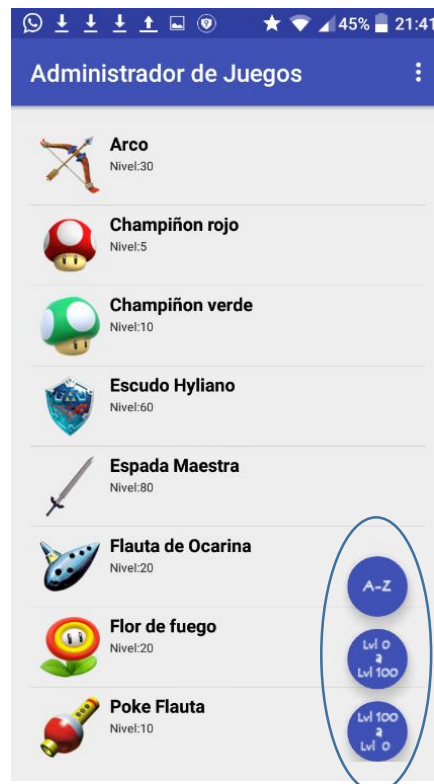 45% 21:41
Administrador de Juegos
Arco
Nivel:30
Champiñon rojo
Nivel:5
Champiñon verde
Nivel:10
Escudo Hyliano
Nivel:60
Espada Maestra
Nivel:80
Flauta de Ocarina
Nivel:20
A-Z
Flor de fuego
Nivel:20
Lvl 0
a
Lvl 100
Poke Flauta
Nivel:10
Lvl 100
a
Lvl 0